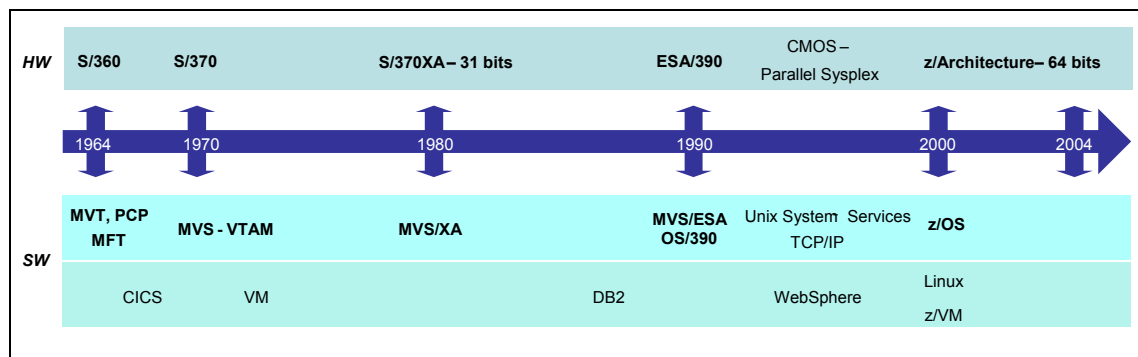 HW
S/360
S/370
S/370XA – 31 bits
ESA/390
CMOS –
Parallel Sysplex
z/Architecture – 64 bits
1964
1970
1980
1990
2000
2004
SW
MVT, PCP
MFT
MVS - VTAM
MVS/XA
MVS/ESA
OS/390
Unix System Services
TCP/IP
z/OS
CICS
VM
DB2
WebSphere
Linux
z/VM